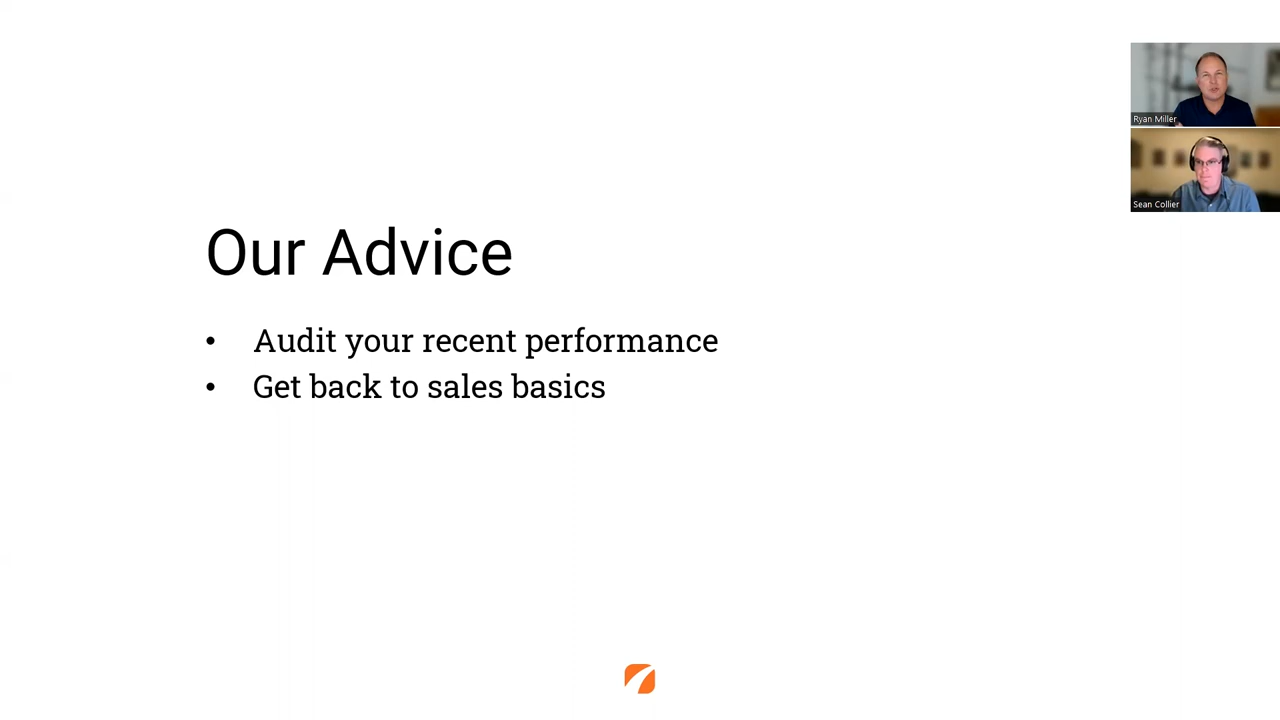 Our Advice
• Audit your recent performance
• Get back to sales basics
Ryan Miller
Sean Collier